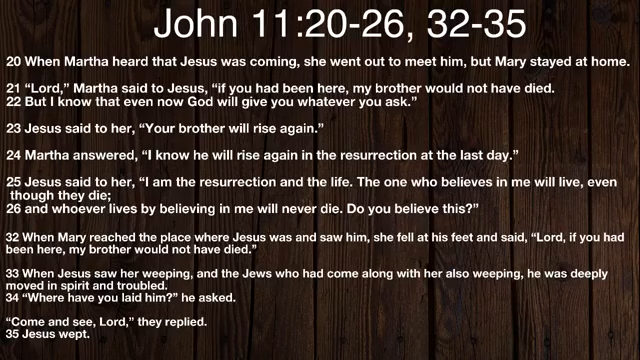 John 11:20-26, 32-35
20 When Martha heard that Jesus was coming, she went out to meet him, but Mary stayed at home.
21 “Lord,” Martha said to Jesus, “if you had been here, my brother would not have died.
22 But I know that even now God will give you whatever you ask.”
23 Jesus said to her, “Your brother will rise again.”
24 Martha answered, “I know he will rise again in the resurrection at the last day.”
25 Jesus said to her, “I am the resurrection and the life. The one who believes in me will live, even
though they die;
26 and whoever lives by believing in me will never die. Do you believe this?”
32 When Mary reached the place where Jesus was and saw him, she fell at his feet and said, “Lord, if you had
been here, my brother would not have died.”
33 When Jesus saw her weeping, and the Jews who had come along with her also weeping, he was deeply
moved in spirit and troubled.
34 “Where have you laid him?” he asked.
“Come and see, Lord,” they replied.
35 Jesus wept.